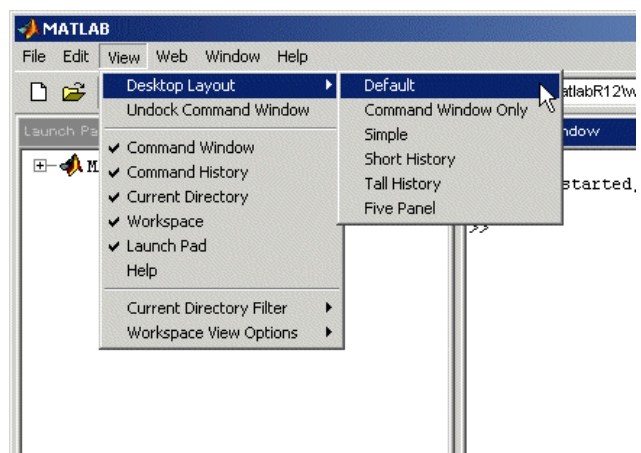 MATLAB
File Edit View Web Window Help
Desktop Layout
Undock Command Window
Command Window
Command History
Current Directory
Workspace
Launch Pad
Help
Current Directory Filter
Workspace View Options
Default
Command Window Only
Simple
Short History
Tall History
Five Panel
atlabR12\w
Launch Pa
ndow
M
started,
>>